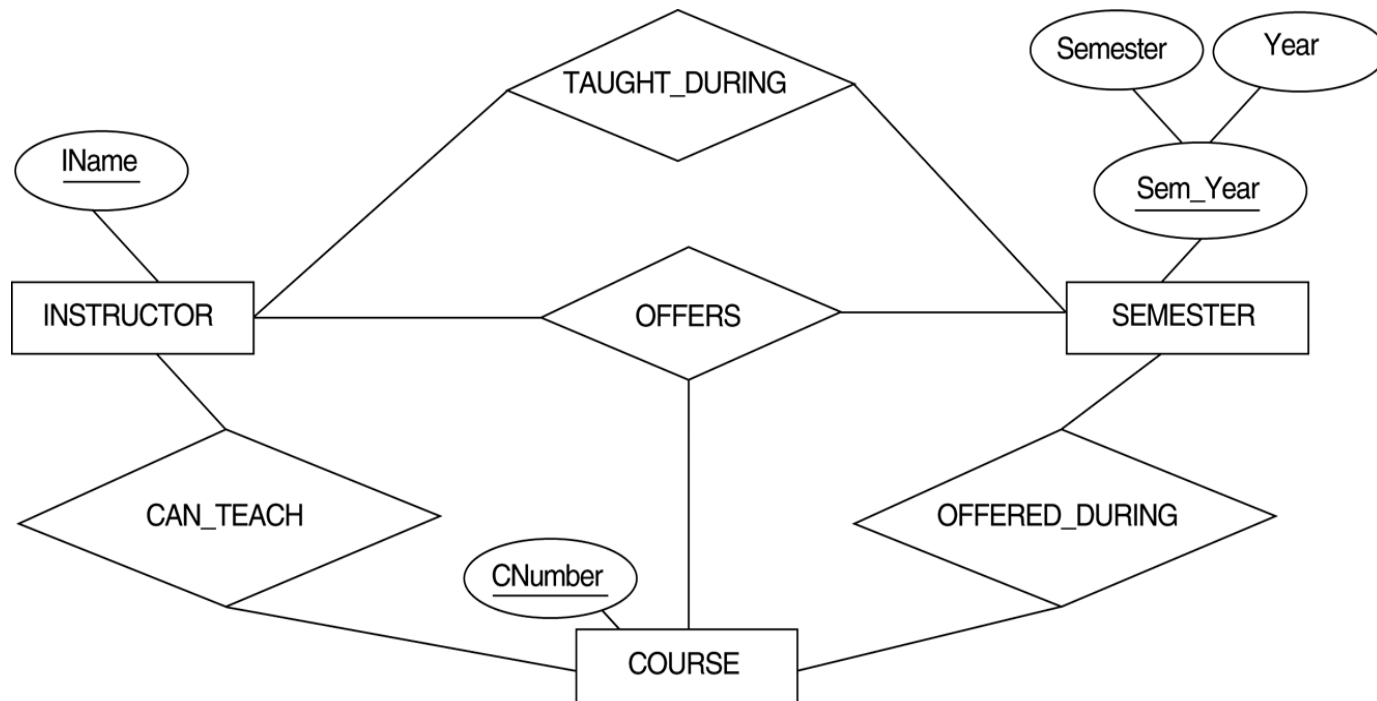 TAUGHT_DURING
Semester
Year
IName
Sem_Year
INSTRUCTOR
OFFERS
SEMESTER
CAN_TEACH
OFFERED_DURING
CNumber
COURSE